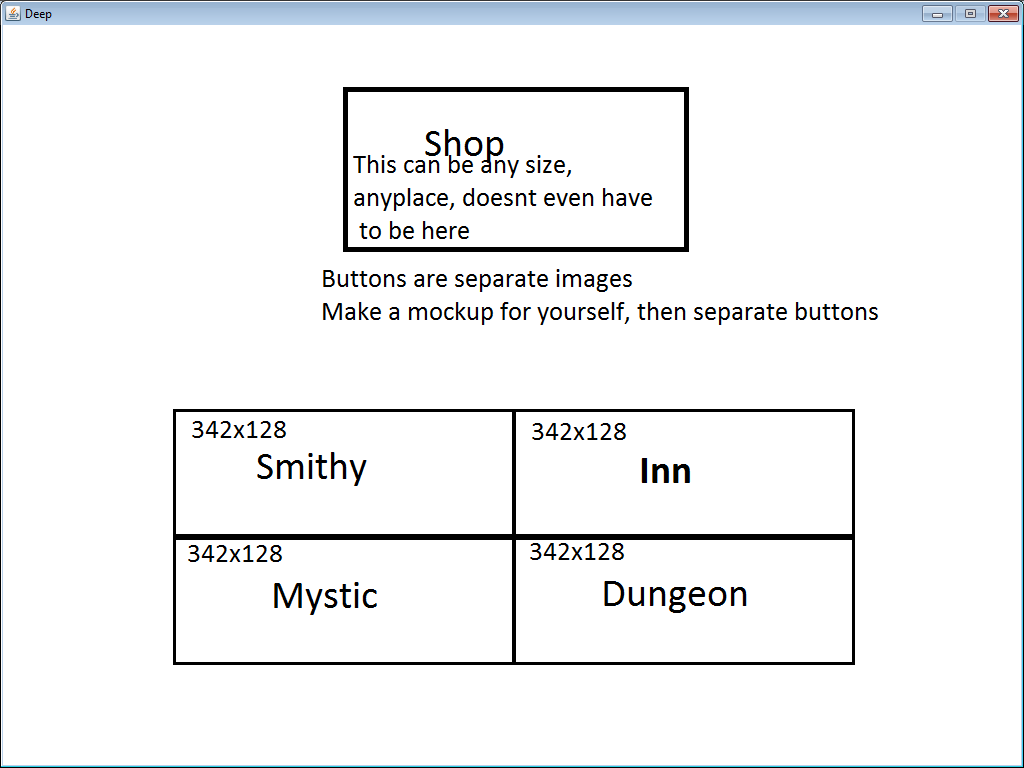 Deep
Shop
This can be any size,
anyplace, doesnt even have
to be here
Buttons are separate images
Make a mockup for yourself, then separate buttons
342x128
342x128
Smithy
Inn
342x128
342x128
Mystic
Dungeon